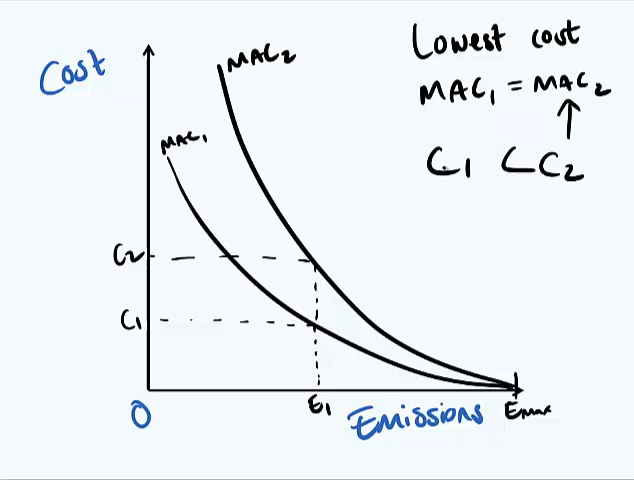 Lowest cost
Cost
MAC2
MAC1 = MAC2
MAC1
C1 < C2
C2
C1
0
E1
Emissions
Emax